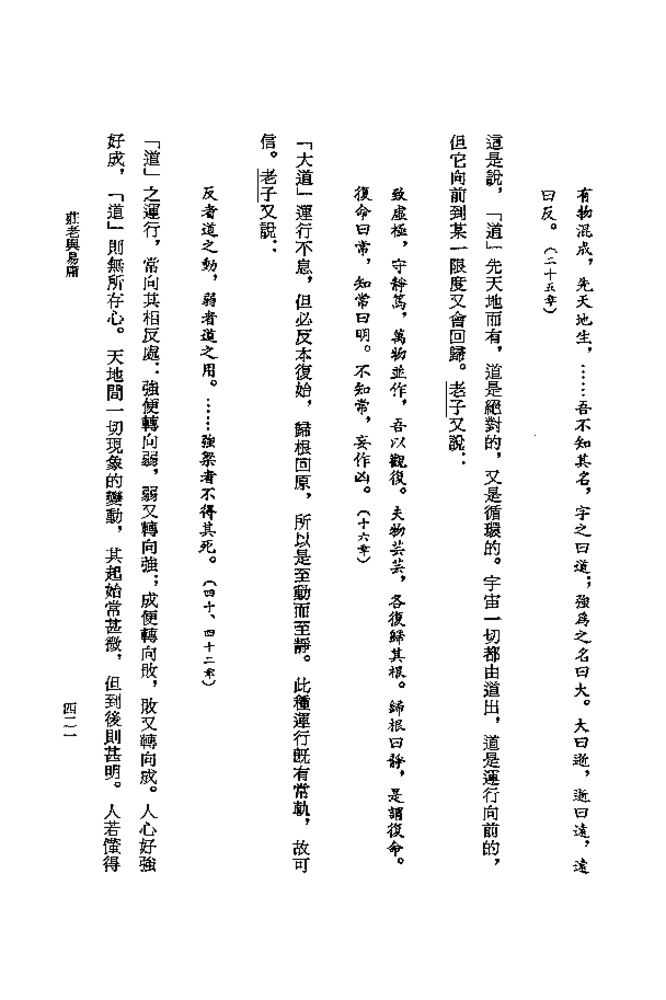 有物混成，先天地生，……吾不知其名，字之曰道；強爲之名曰大。大曰逝，逝曰遠，遠
曰反。（二十五章）
這是說，「道」先天地而有，道是絕對的，又是循環的。宇宙一切都由道出，道是運行向前的，
但它向前到某一限度又會回歸。老子又說：
致虛極，守靜篤，萬物並作，吾以觀復。夫物芸芸，各復歸其根。歸根曰靜，是謂復命。
復命曰常，知常曰明。不知常，妄作凶。（十六章）
「大道」運行不息，但必反本復始，歸根回原，所以是至動而至靜。此種運行既有常軌，故可
信。老子又說：
反者道之動，弱者道之用。……強梁者不得其死。（四十、四十二章）
「道」之運行，常向其相反處：強便轉向弱，弱又轉向強；成便轉向敗，敗又轉向成。人心好強
好成，「道」則無所存心。天地間一切現象的變動，其起始常甚微，但到後則甚明。人若懂得
莊老與易庸
四二一